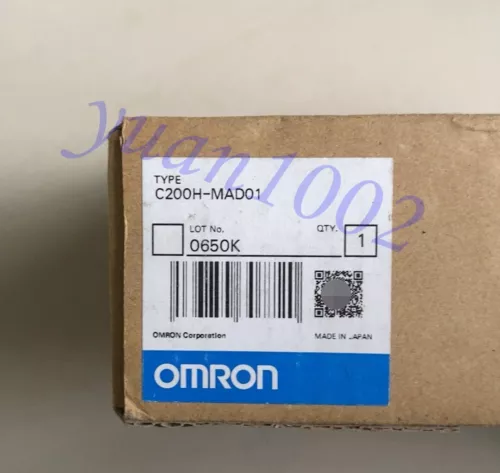 yuan1002
TYPE
C200H-MAD01
LOT No.
0650K
QTY.
1
OMRON Corporation
MADE IN JAPAN
OMRON